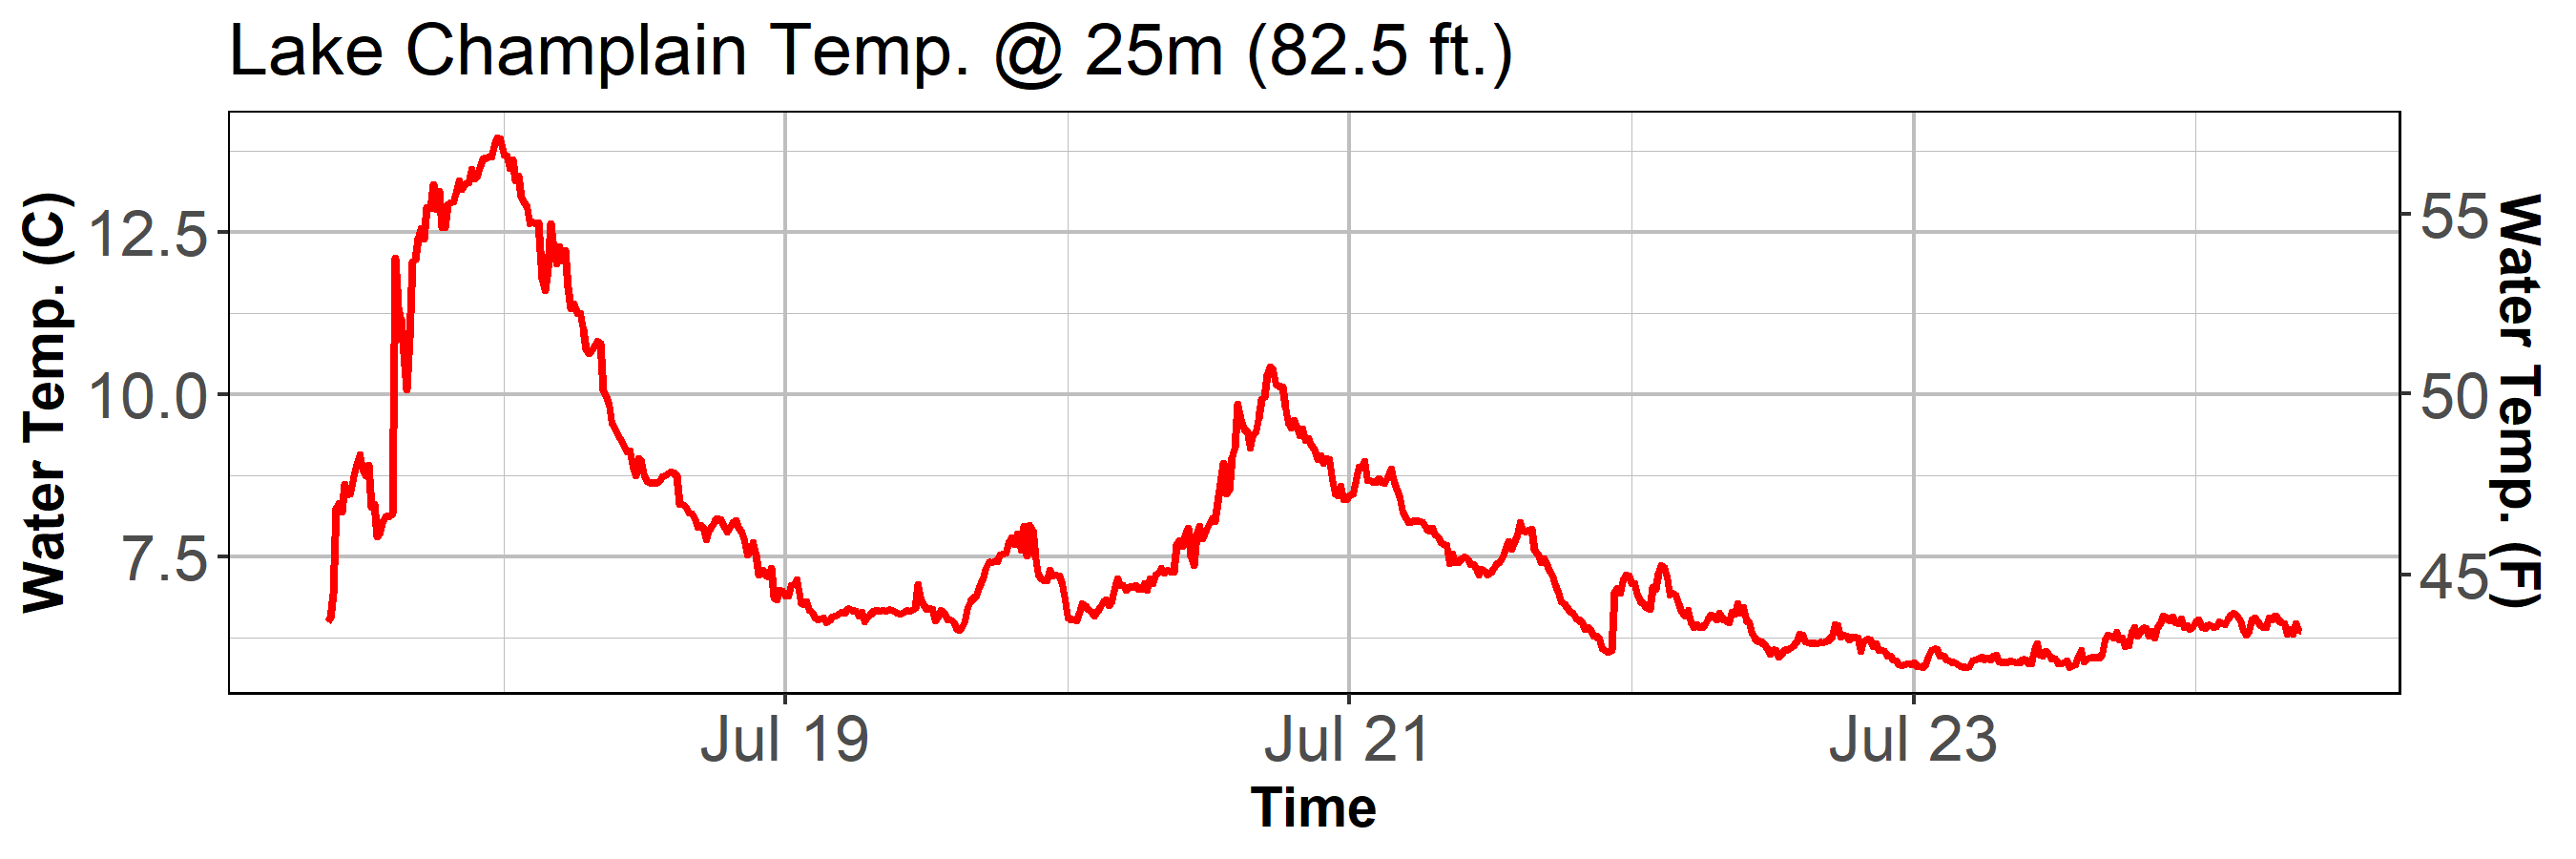 Lake Champlain Temp. @ 25m (82.5 ft.)
Water Temp. (C)
12.5
10.0
7.5
55
50
45
Water Temp. (F)
Jul 19
Jul 21
Jul 23
Time